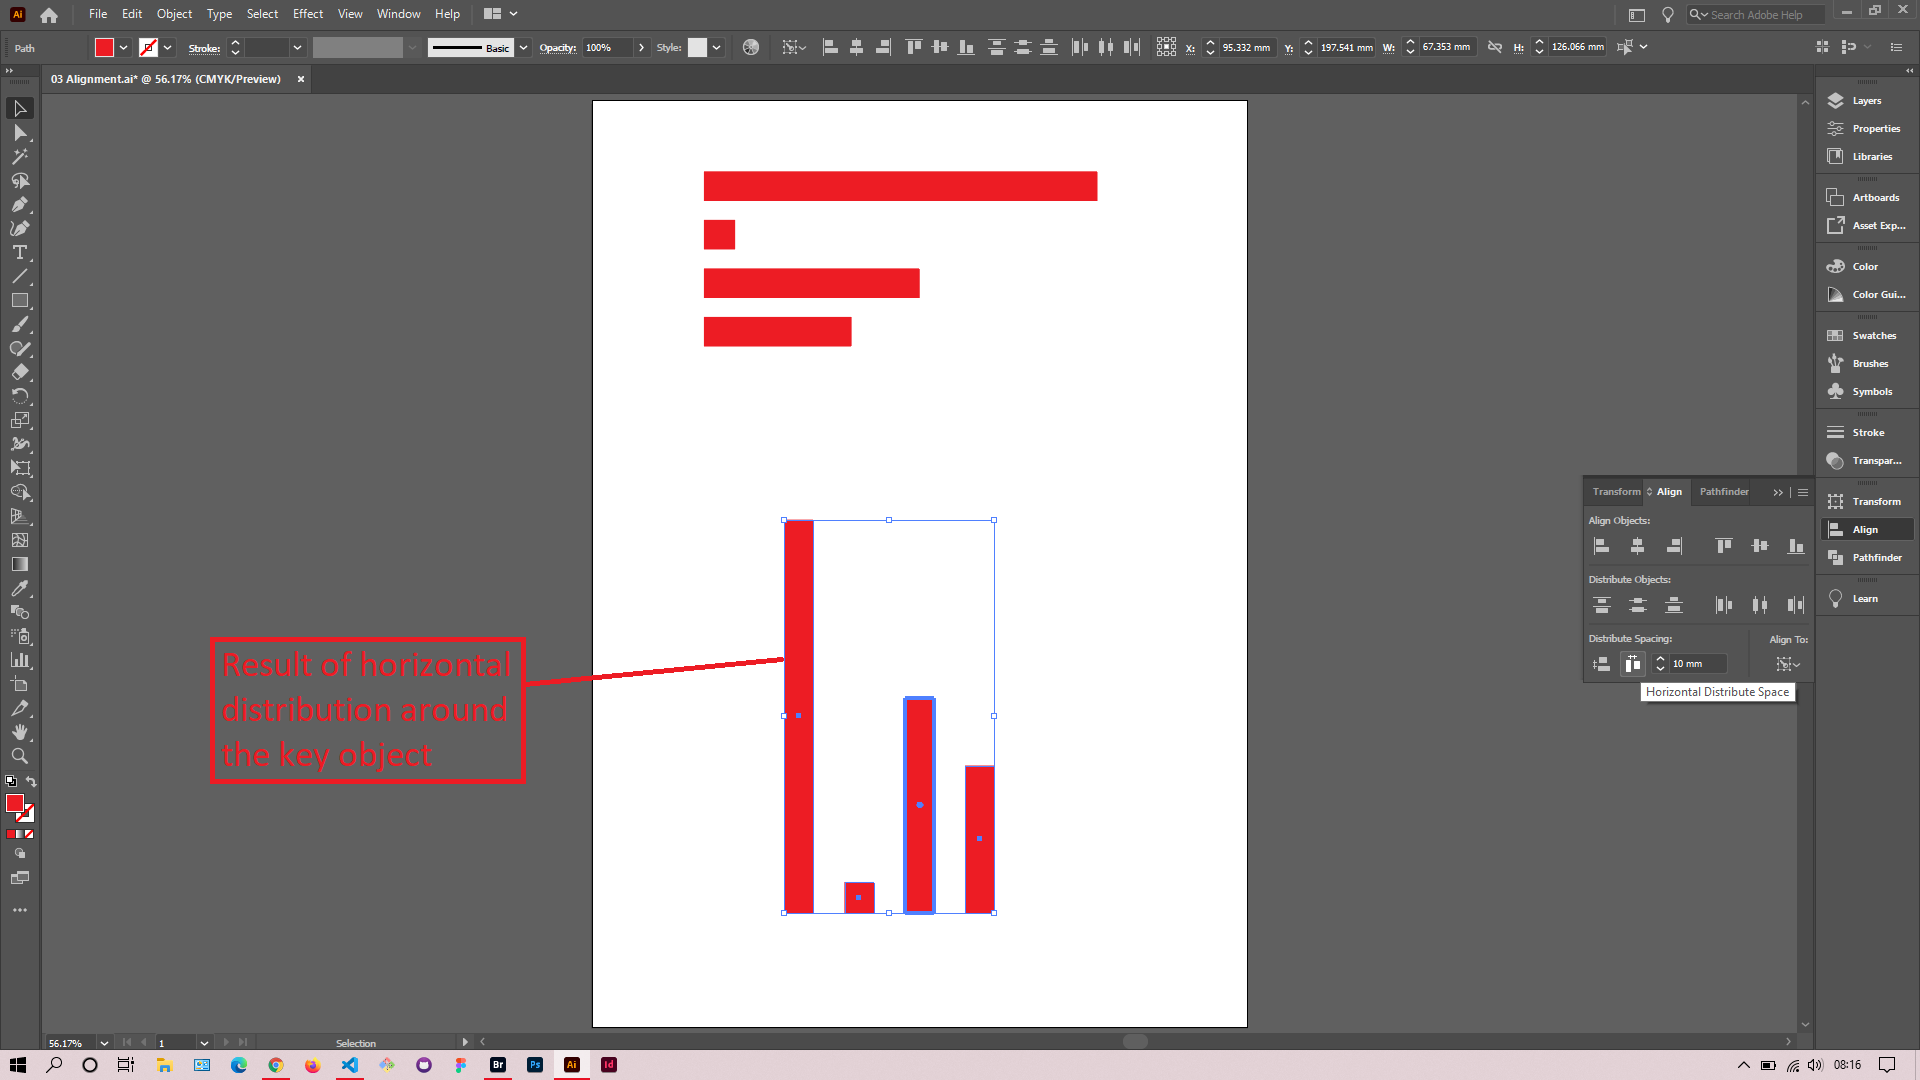 Ai File Edit Object Type Select Effect View Window Help Search Adobe Help
Path Stroke: Basic Opacity: 100% Style: X: 95.332 mm Y: 197.541 mm W: 67.353 mm H: 126.066 mm
03 Alignment.ai* @ 56.17% (CMYK/Preview) ×
Layers
Properties
Libraries
Artboards
Asset Exp...
Color
Color Gui...
Swatches
Brushes
Symbols
Stroke
Transpar...
Transform
Align
Pathfinder
Learn
Transform Align Pathfinder
Align Objects:
Distribute Objects:
Distribute Spacing: Align To:
10 mm
Horizontal Distribute Space
Result of horizontal
distribution around
the key object
56.17% 1 Selection
Br Ps Ai Id 08:16